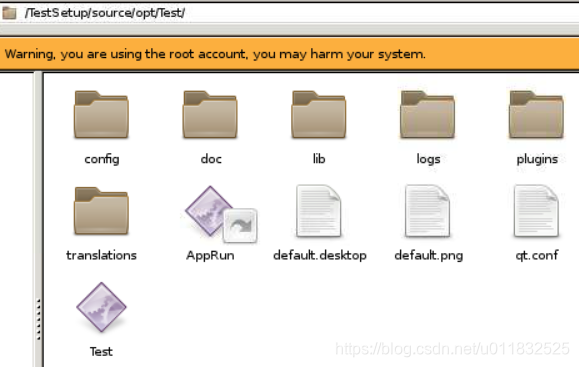 /TestSetup/source/opt/Test/
Warning, you are using the root account, you may harm your system.
config doc lib logs plugins
translations AppRun default.desktop default.png qt.conf
Test
https://blog.csdn.net/u011832525